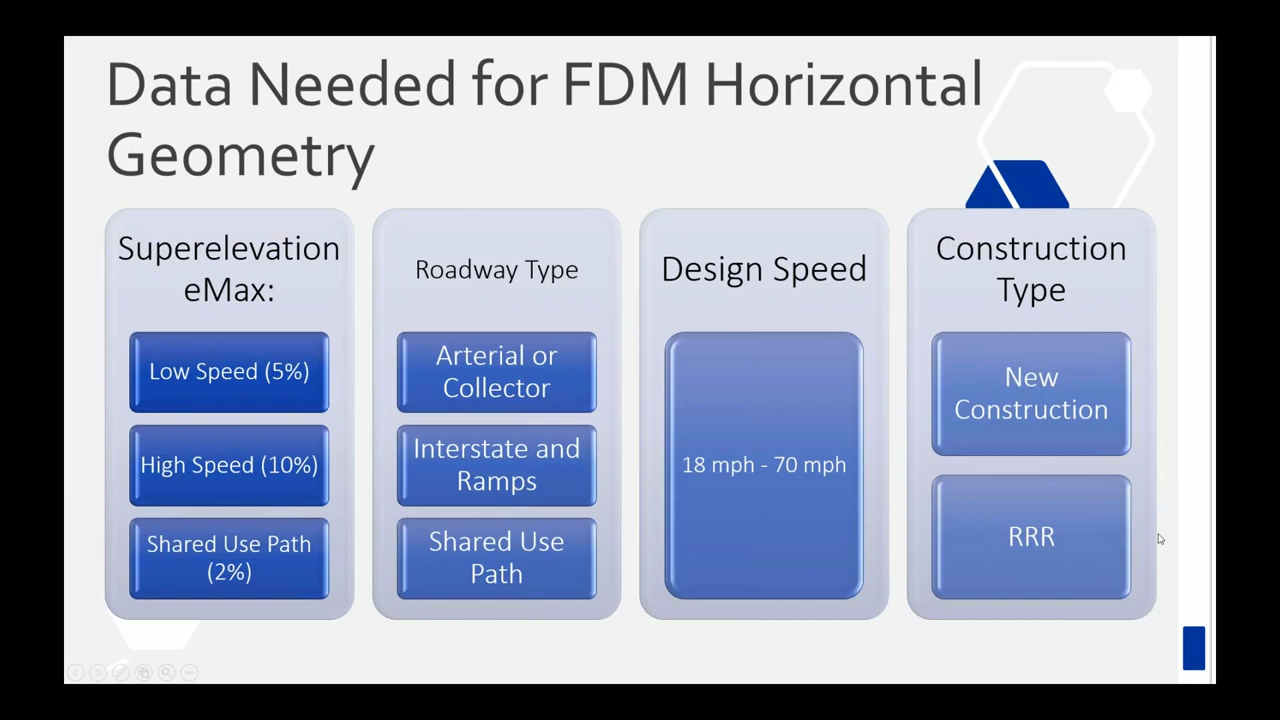 Data Needed for FDM Horizontal
Geometry
Superelevation
eMax:
Low Speed (5%)
High Speed (10%)
Shared Use Path
(2%)
Roadway Type
Arterial or
Collector
Interstate and
Ramps
Shared Use
Path
Design Speed
18 mph - 70 mph
Construction
Type
New
Construction
RRR